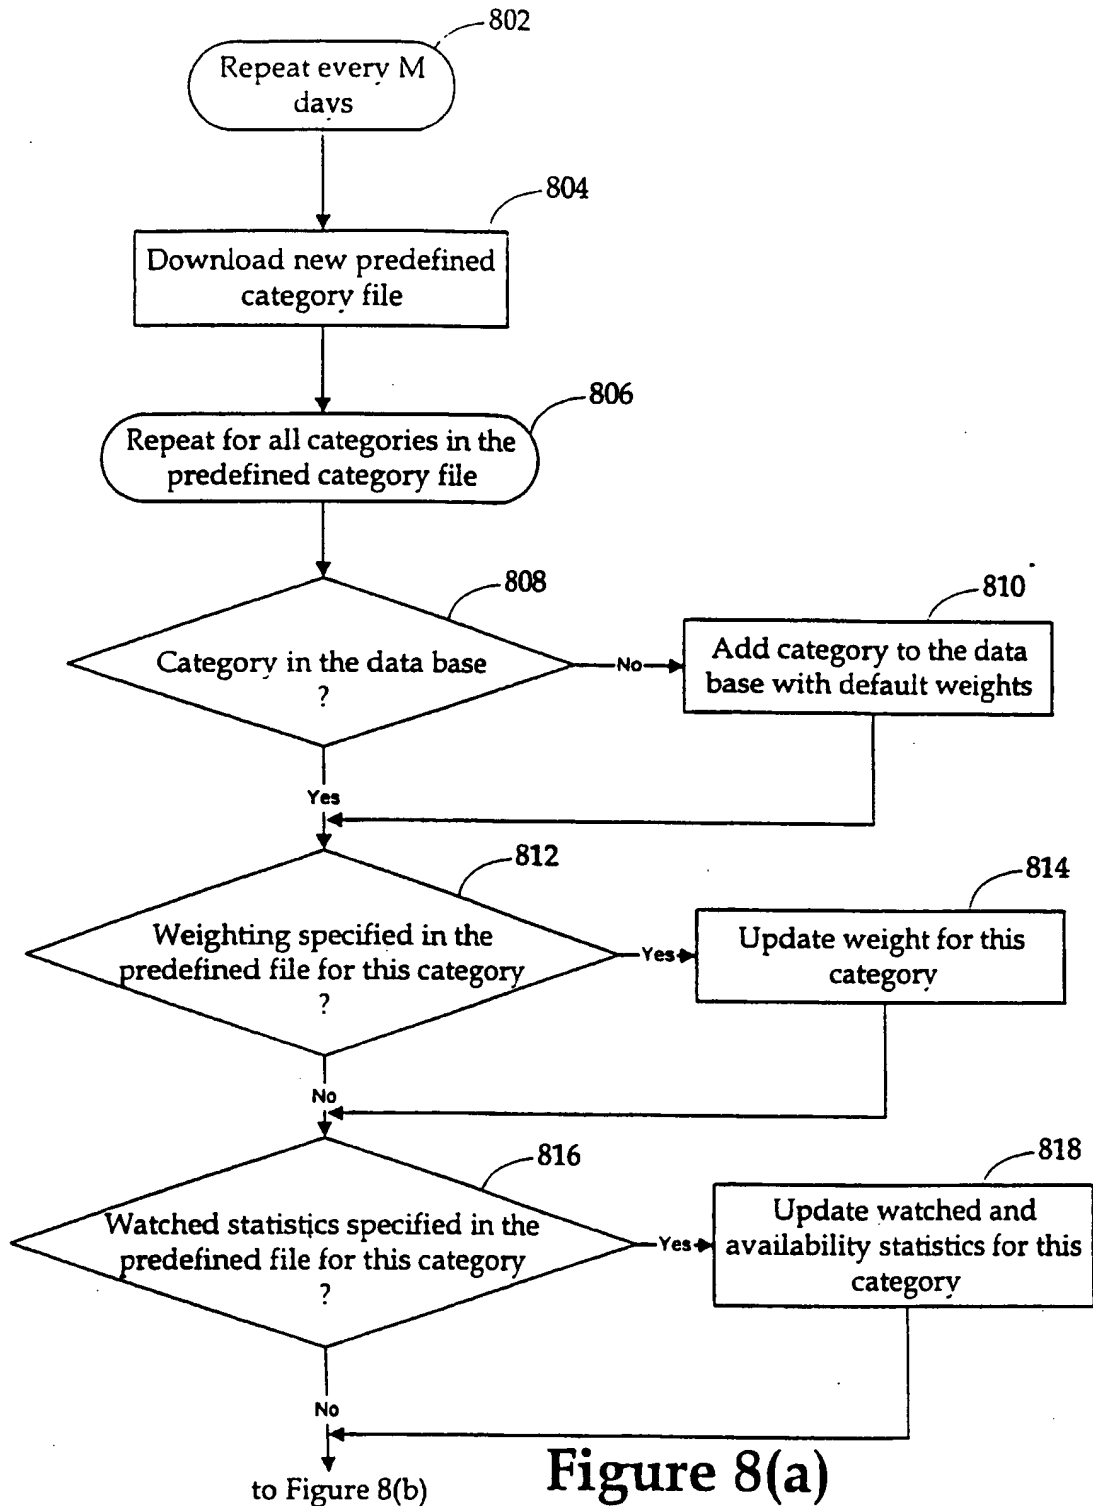 802
Repeat every M
days
804
Download new predefined
category file
806
Repeat for all categories in the
predefined category file
808
Category in the data base
?
No
810
Add category to the data
base with default weights
Yes
812
Weighting specified in the
predefined file for this category
?
Yes
814
Update weight for this
category
No
816
Watched statistics specified in the
predefined file for this category
?
Yes
818
Update watched and
availability statistics for this
category
No
to Figure 8(b)
Figure 8(a)